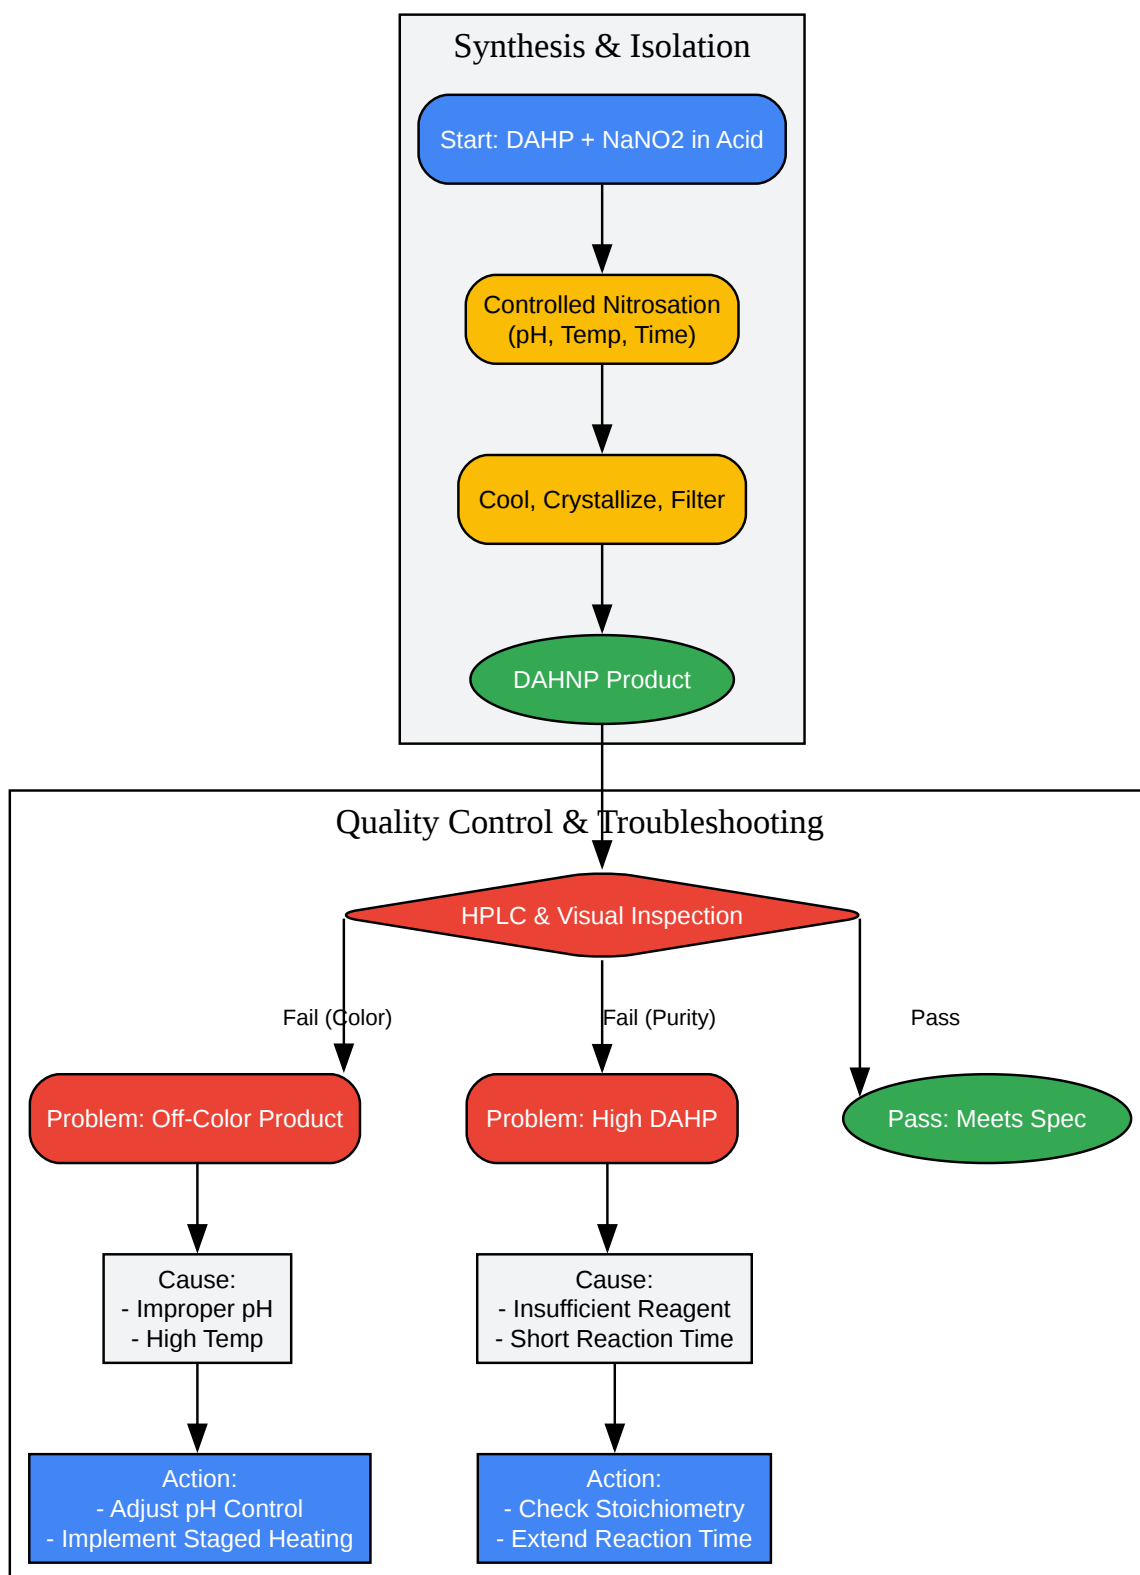 Synthesis & Isolation
Start: DAHP + NaNO2 in Acid
Controlled Nitrosation
(pH, Temp, Time)
Cool, Crystallize, Filter
DAHNP Product
Quality Control & Troubleshooting
HPLC & Visual Inspection
Fail (Color)
Fail (Purity)
Pass
Problem: Off-Color Product
Problem: High DAHP
Pass: Meets Spec
Cause:
- Improper pH
- High Temp
Cause:
- Insufficient Reagent
- Short Reaction Time
Action:
- Adjust pH Control
- Implement Staged Heating
Action:
- Check Stoichiometry
- Extend Reaction Time